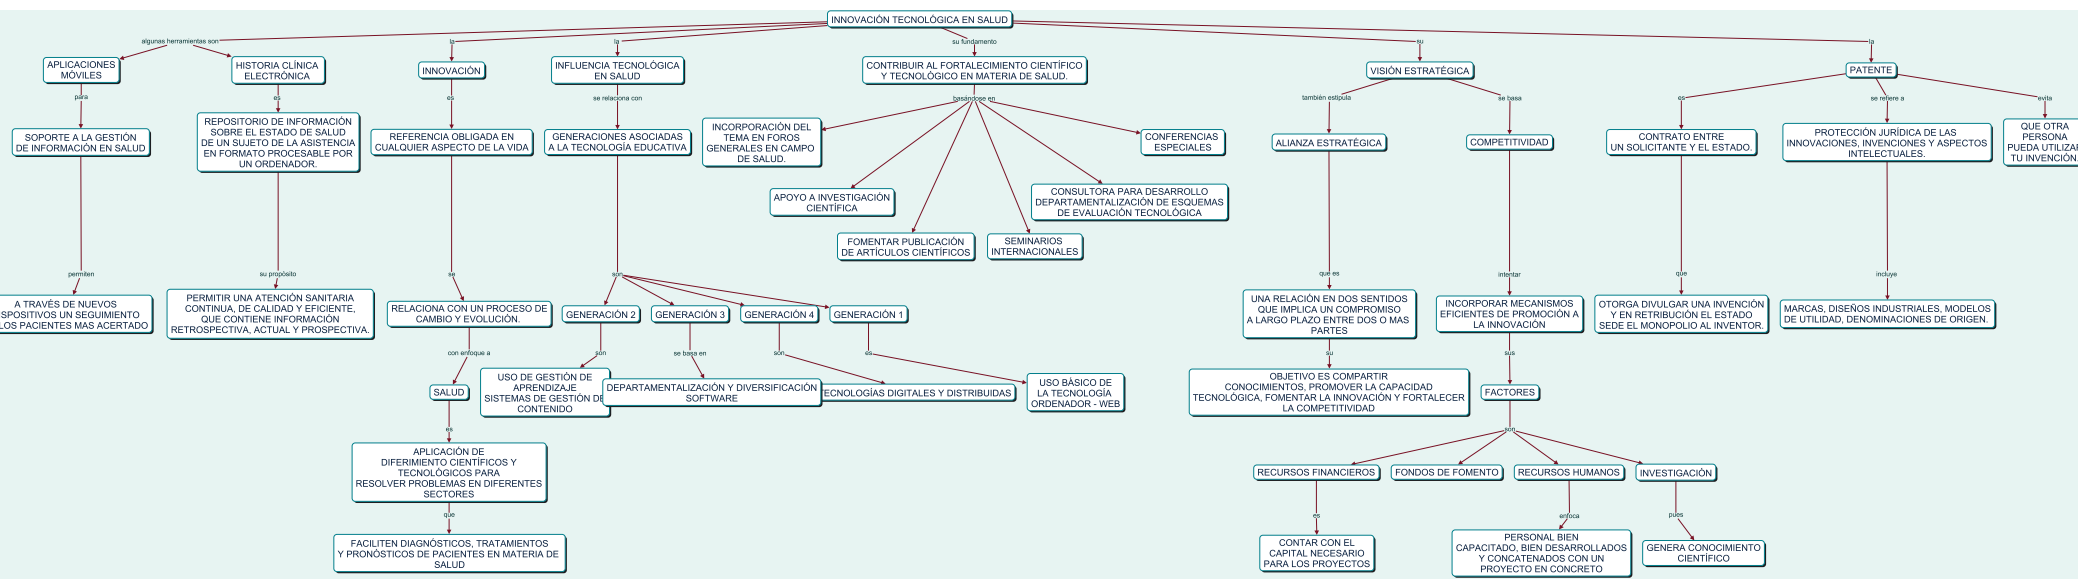 INNOVACIÓN TECNOLÓGICA EN SALUD
algunas herramientas son
la
la
su fundamento
su
la
APLICACIONES
MÓVILES
HISTORIA CLÍNICA
ELECTRÓNICA
INNOVACIÓN
INFLUENCIA TECNOLÓGICA
EN SALUD
CONTRIBUIR AL FORTALECIMIENTO CIENTÍFICO
Y TECNOLÓGICO EN MATERIA DE SALUD.
VISIÓN ESTRATÉGICA
PATENTE
para
es
es
se relaciona con
basándose en
también estipula
se basa
es
se refiere a
evita
SOPORTE A LA GESTIÓN
DE INFORMACIÓN EN SALUD
REPOSITORIO DE INFORMACIÓN
SOBRE EL ESTADO DE SALUD
DE UN SUJETO DE LA ASISTENCIA
EN FORMATO PROCESABLE POR
UN ORDENADOR.
REFERENCIA OBLIGADA EN
CUALQUIER ASPECTO DE LA VIDA
GENERACIONES ASOCIADAS
A LA TECNOLOGÍA EDUCATIVA
INCORPORACIÓN DEL
TEMA EN FOROS
GENERALES EN CAMPO
DE SALUD.
CONFERENCIAS
ESPECIALES
ALIANZA ESTRATÉGICA
COMPETITIVIDAD
CONTRATO ENTRE
UN SOLICITANTE Y EL ESTADO.
PROTECCIÓN JURÍDICA DE LAS
INNOVACIONES, INVENCIONES Y ASPECTOS
INTELECTUALES.
QUE OTRA
PERSONA
PUEDA UTILIZAR
TU INVENCIÓN.
APOYO A INVESTIGACIÓN
CIENTÍFICA
CONSULTORA PARA DESARROLLO
DEPARTAMENTALIZACIÓN DE ESQUEMAS
DE EVALUACIÓN TECNOLÓGICA
FOMENTAR PUBLICACIÓN
DE ARTÍCULOS CIENTÍFICOS
SEMINARIOS
INTERNACIONALES
permiten
su propósito
se
son
que es
intentar
que
incluye
A TRAVÉS DE NUEVOS
SPOSITIVOS UN SEGUIMIENTO
LOS PACIENTES MAS ACERTADO
PERMITIR UNA ATENCIÓN SANITARIA
CONTINUA, DE CALIDAD Y EFICIENTE,
QUE CONTIENE INFORMACIÓN
RETROSPECTIVA, ACTUAL Y PROSPECTIVA.
RELACIONA CON UN PROCESO DE
CAMBIO Y EVOLUCIÓN.
GENERACIÓN 2
GENERACIÓN 3
GENERACIÓN 4
GENERACIÓN 1
UNA RELACIÓN EN DOS SENTIDOS
QUE IMPLICA UN COMPROMISO
A LARGO PLAZO ENTRE DOS O MAS
PARTES
INCORPORAR MECANISMOS
EFICIENTES DE PROMOCIÓN A
LA INNOVACIÓN
OTORGA DIVULGAR UNA INVENCIÓN
Y EN RETRIBUCIÓN EL ESTADO
SEDE EL MONOPOLIO AL INVENTOR.
MARCAS, DISEÑOS INDUSTRIALES, MODELOS
DE UTILIDAD, DENOMINACIONES DE ORIGEN.
con enfoque a
son
se basa en
son
es
su
sus
SALUD
USO DE GESTIÓN DE
APRENDIZAJE
SISTEMAS DE GESTIÓN DE
CONTENIDO
DEPARTAMENTALIZACIÓN Y DIVERSIFICACIÓN
SOFTWARE
TECNOLOGÍAS DIGITALES Y DISTRIBUIDAS
USO BÁSICO DE
LA TECNOLOGÍA
ORDENADOR - WEB
OBJETIVO ES COMPARTIR
CONOCIMIENTOS, PROMOVER LA CAPACIDAD
TECNOLÓGICA, FOMENTAR LA INNOVACIÓN Y FORTALECER
LA COMPETITIVIDAD
FACTORES
es
son
APLICACIÓN DE
DIFERIMIENTO CIENTÍFICOS Y
TECNOLÓGICOS PARA
RESOLVER PROBLEMAS EN DIFERENTES
SECTORES
RECURSOS FINANCIEROS
FONDOS DE FOMENTO
RECURSOS HUMANOS
INVESTIGACIÓN
que
es
enfoca
pues
FACILITEN DIAGNÓSTICOS, TRATAMIENTOS
Y PRONÓSTICOS DE PACIENTES EN MATERIA DE
SALUD
CONTAR CON EL
CAPITAL NECESARIO
PARA LOS PROYECTOS
PERSONAL BIEN
CAPACITADO, BIEN DESARROLLADOS
Y CONCATENADOS CON UN
PROYECTO EN CONCRETO
GENERA CONOCIMIENTO
CIENTÍFICO